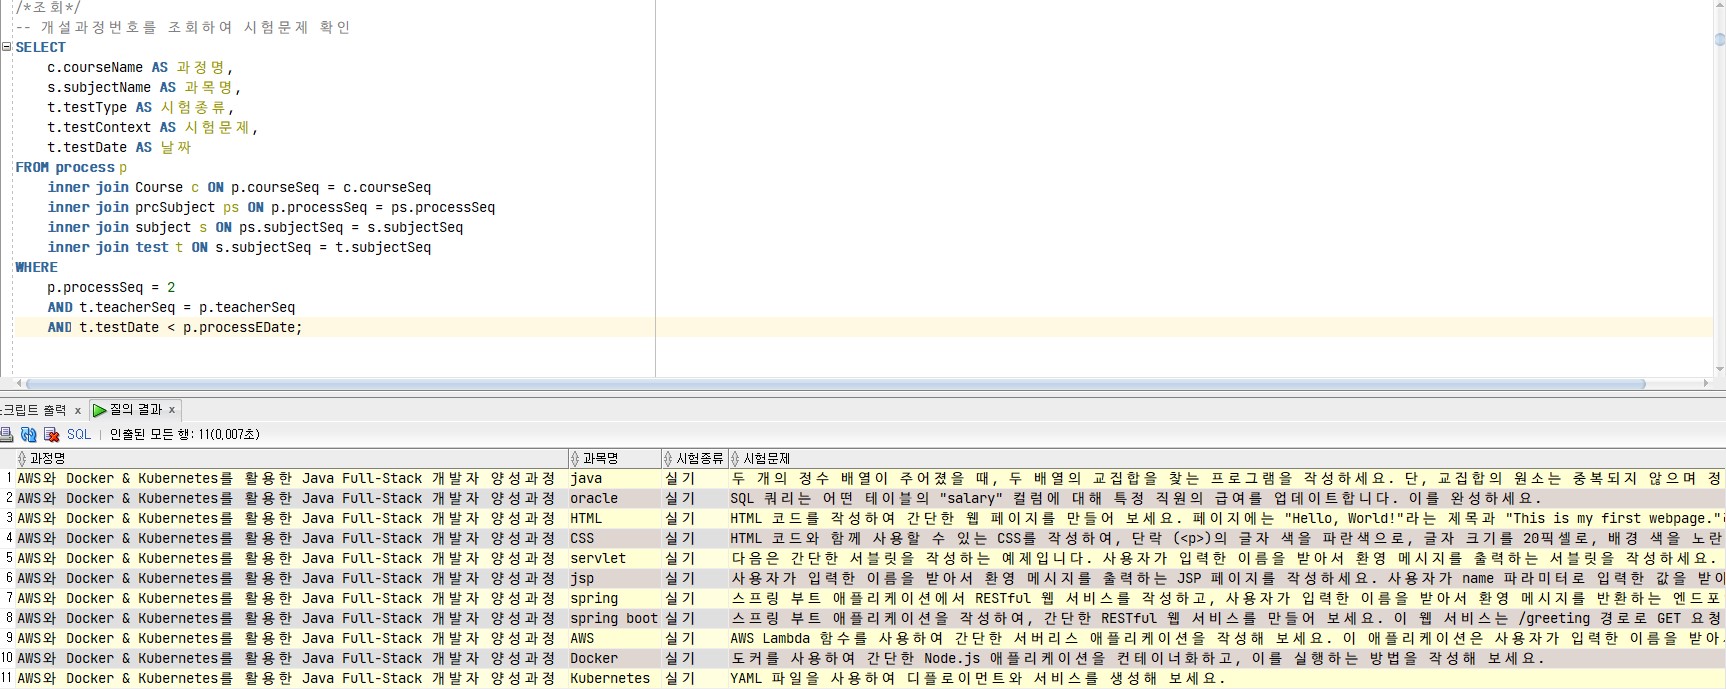 /*조회*/
-- 개설과정번호를 조회하여 시험문제 확인
SELECT
c.courseName AS 과정명,
s.subjectName AS 과목명,
t.testType AS 시험종류,
t.testContext AS 시험문제,
t.testDate AS 날짜
FROM process p
inner join Course c ON p.courseSeq = c.courseSeq
inner join prcSubject ps ON p.processSeq = ps.processSeq
inner join subject s ON ps.subjectSeq = s.subjectSeq
inner join test t ON s.subjectSeq = t.subjectSeq
WHERE
p.processSeq = 2
AND t.teacherSeq = p.teacherSeq
AND t.testDate < p.processEDate;
크립트 출력 x 질의 결과 x
SQL | 인출된 모든 행: 11(0,007초)
과정명 과목명 시험종류 시험문제
1 AWS와 Docker & Kubernetes를 활용한 Java Full-Stack 개발자 양성과정 java 실기 두 개의 정수 배열이 주어졌을 때, 두 배열의 교집합을 찾는 프로그램을 작성하세요. 단, 교집합의 원소는 중복되지 않으며 정
2 AWS와 Docker & Kubernetes를 활용한 Java Full-Stack 개발자 양성과정 oracle 실기 SQL 쿼리는 어떤 테이블의 "salary" 컬럼에 대해 특정 직원의 급여를 업데이트합니다. 이를 완성하세요.
3 AWS와 Docker & Kubernetes를 활용한 Java Full-Stack 개발자 양성과정 HTML 실기 HTML 코드를 작성하여 간단한 웹 페이지를 만들어 보세요. 페이지에는 "Hello, World!"라는 제목과 "This is my first webpage."
4 AWS와 Docker & Kubernetes를 활용한 Java Full-Stack 개발자 양성과정 CSS 실기 HTML 코드와 함께 사용할 수 있는 CSS를 작성하여, 단락 (<p>)의 글자 색을 파란색으로, 글자 크기를 20픽셀로, 배경 색을 노란
5 AWS와 Docker & Kubernetes를 활용한 Java Full-Stack 개발자 양성과정 servlet 실기 다음은 간단한 서블릿을 작성하는 예제입니다. 사용자가 입력한 이름을 받아서 환영 메시지를 출력하는 서블릿을 작성하세요.
6 AWS와 Docker & Kubernetes를 활용한 Java Full-Stack 개발자 양성과정 jsp 실기 사용자가 입력한 이름을 받아서 환영 메시지를 출력하는 JSP 페이지를 작성하세요. 사용자가 name 파라미터로 입력한 값을 받아
7 AWS와 Docker & Kubernetes를 활용한 Java Full-Stack 개발자 양성과정 spring 실기 스프링 부트 애플리케이션에서 RESTful 웹 서비스를 작성하고, 사용자가 입력한 이름을 받아서 환영 메시지를 반환하는 엔드포
8 AWS와 Docker & Kubernetes를 활용한 Java Full-Stack 개발자 양성과정 spring boot 실기 스프링 부트 애플리케이션을 작성하여, 간단한 RESTful 웹 서비스를 만들어 보세요. 이 웹 서비스는 /greeting 경로로 GET 요청
9 AWS와 Docker & Kubernetes를 활용한 Java Full-Stack 개발자 양성과정 AWS 실기 AWS Lambda 함수를 사용하여 간단한 서버리스 애플리케이션을 작성해 보세요. 이 애플리케이션은 사용자가 입력한 이름을 받아
10 AWS와 Docker & Kubernetes를 활용한 Java Full-Stack 개발자 양성과정 Docker 실기 도커를 사용하여 간단한 Node.js 애플리케이션을 컨테이너화하고, 이를 실행하는 방법을 작성해 보세요.
11 AWS와 Docker & Kubernetes를 활용한 Java Full-Stack 개발자 양성과정 Kubernetes 실기 YAML 파일을 사용하여 디플로이먼트와 서비스를 생성해 보세요.